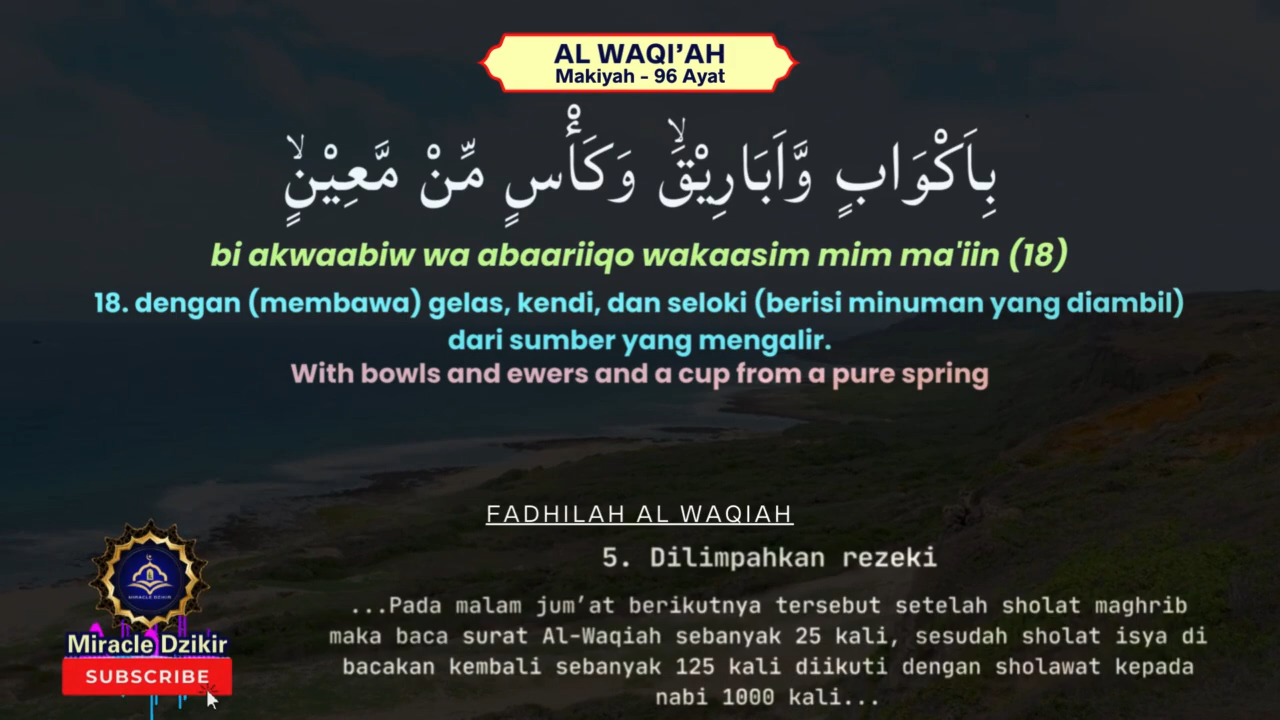 AL WAQI’AH
Makiyah - 96 Ayat
بِاَكْوَابٍ وَّاَبَارِيْقَۙ وَكَأْسٍ مِّنْ مَّعِيْنٍۙ
bi akwaabiw wa abaariiqo wakaasim mim ma'iin (18)
18. dengan (membawa) gelas, kendi, dan seloki (berisi minuman yang diambil)
dari sumber yang mengalir.
With bowls and ewers and a cup from a pure spring
FADHILAH AL WAQIAH
5. Dilimpahkan rezeki
...Pada malam jum’at berikutnya tersebut setelah sholat maghrib
maka baca surat Al-Waqiah sebanyak 25 kali, sesudah sholat isya di
bacakan kembali sebanyak 125 kali diikuti dengan sholawat kepada
nabi 1000 kali...
MIRACLE DZIKIR
Miracle Dzikir
SUBSCRIBE